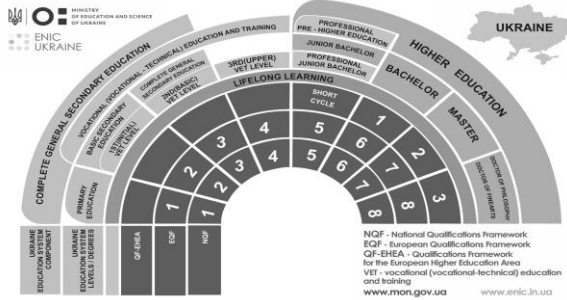 MINISTRY
OF EDUCATION AND SCIENCE
OF UKRAINE
ENIC
UKRAINE
UKRAINE
COMPLETE GENERAL SECONDARY EDUCATION
VOCATIONAL (VOCATIONAL - TECHNICAL) EDUCATION AND TRAINING
PROFESSIONAL
PRE - HIGHER EDUCATION
HIGHER EDUCATION
PRIMARY
EDUCATION
BASIC SECONDARY
EDUCATION
1ST(INITIAL)
VET LEVEL
COMPLETE GENERAL
SECONDARY EDUCATION
2ND(BASIC)
VET LEVEL
3RD(UPPER)
VET LEVEL
JUNIOR BACHELOR
PROFESSIONAL
JUNIOR BACHELOR
BACHELOR
MASTER
DOCTOR OF PHILOSOPHY
DOCTOR OF FINEARTS
LIFELONG LEARNING
SHORT
CYCLE
1
2
3
1
2
3
4
5
6
7
8
1
2
3
4
5
6
7
8
UKRAINE
EDUCATION SYSTEM
COMPONENT
UKRAINE
EDUCATION SYSTEM
LEVELS / DEGREES
QF-EHEA
EQF
NQF
NQF - National Qualifications Framework
EQF - European Qualifications Framework
QF-EHEA - Qualifications Framework
for the European Higher Education Area
VET - vocational (vocational-technical) education
and training
www.mon.gov.ua
www.enic.in.ua